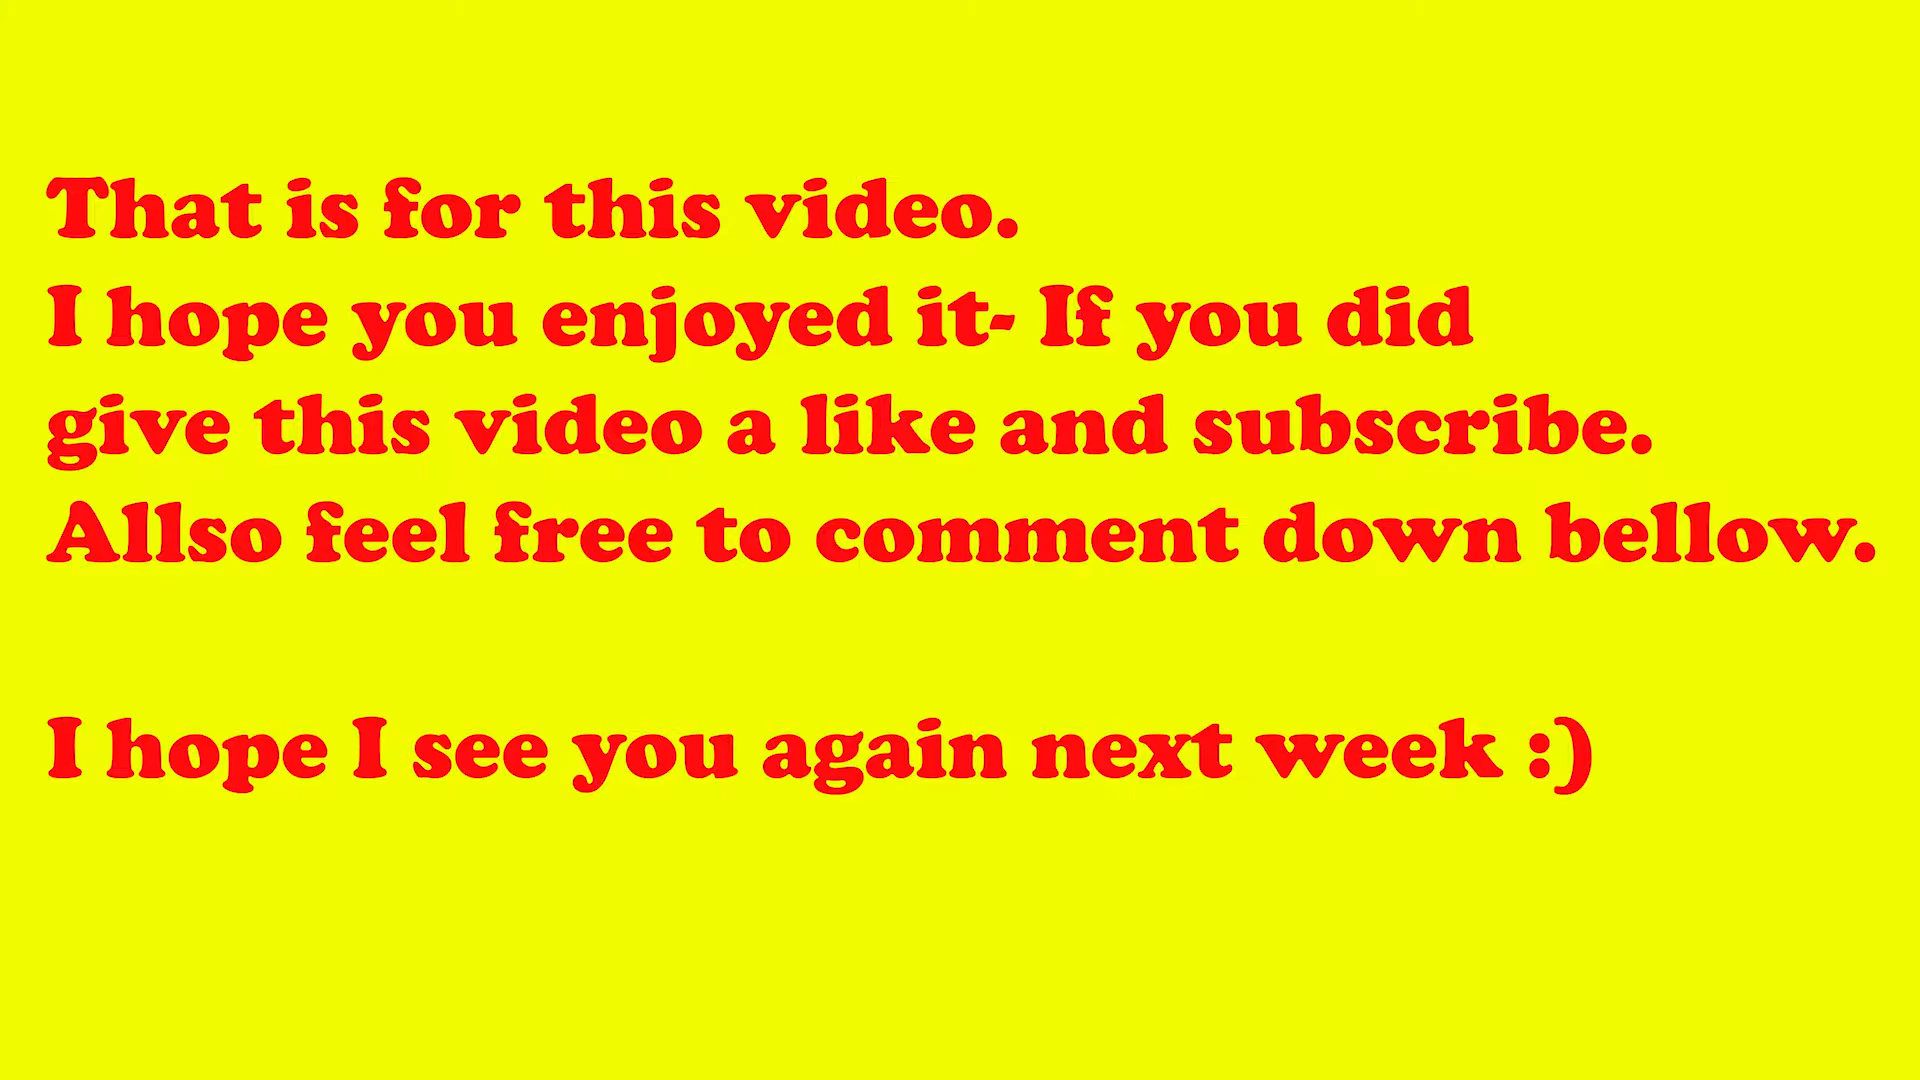 That is for this video.
I hope you enjoyed it- If you did
give this video a like and subscribe.
Allso feel free to comment down bellow.
I hope I see you again next week :)